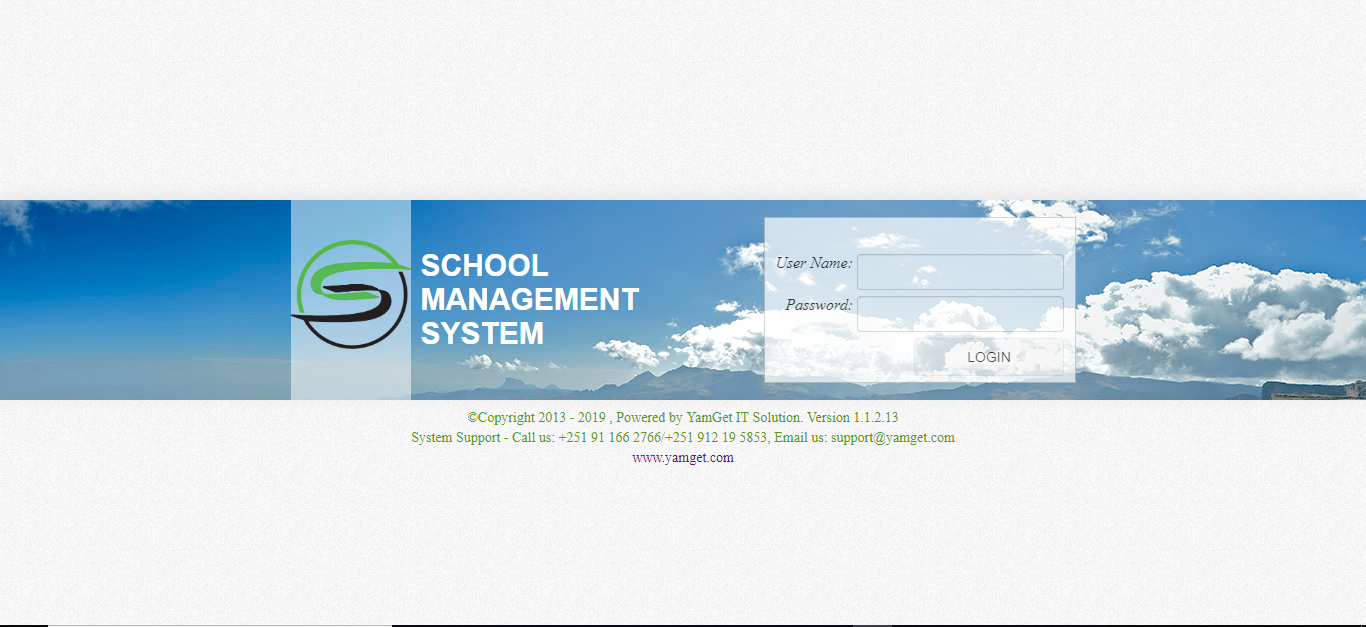 SCHOOL
MANAGEMENT
SYSTEM
User Name:
Password:
LOGIN
©Copyright 2013 - 2019 , Powered by YamGet IT Solution. Version 1.1.2.13
System Support - Call us: +251 91 166 2766/+251 912 19 5853, Email us: support@yamget.com
www.yamget.com